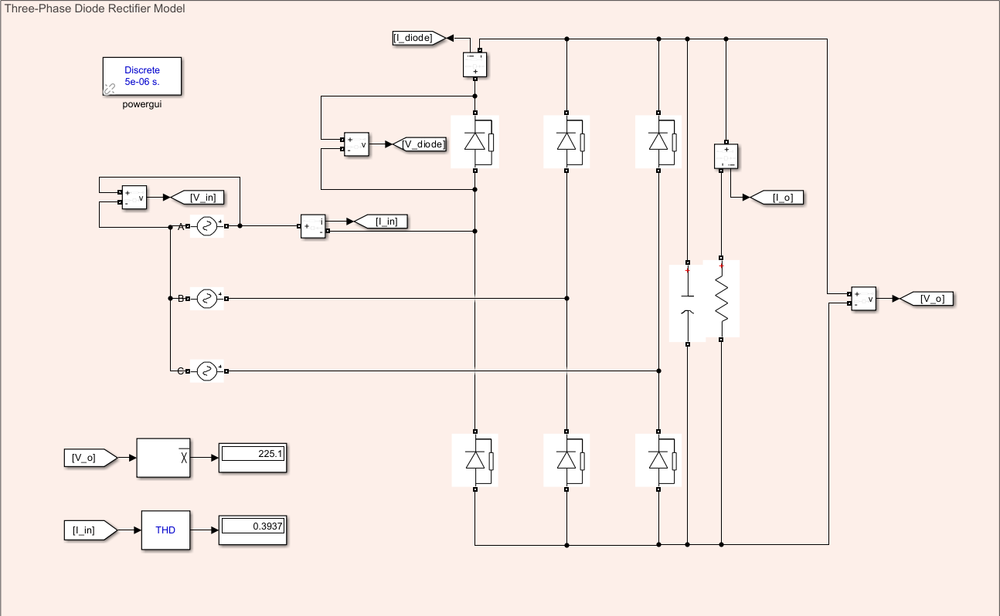 Three-Phase Diode Rectifier Model
[I_diode]
Discrete
5e-06 s.
powergui
[V_diode]
v
[V_in]
v
[I_in]
i
A
[I_o]
B
[V_o]
v
C
[V_o]
225.1
[I_in]
THD
0.3937